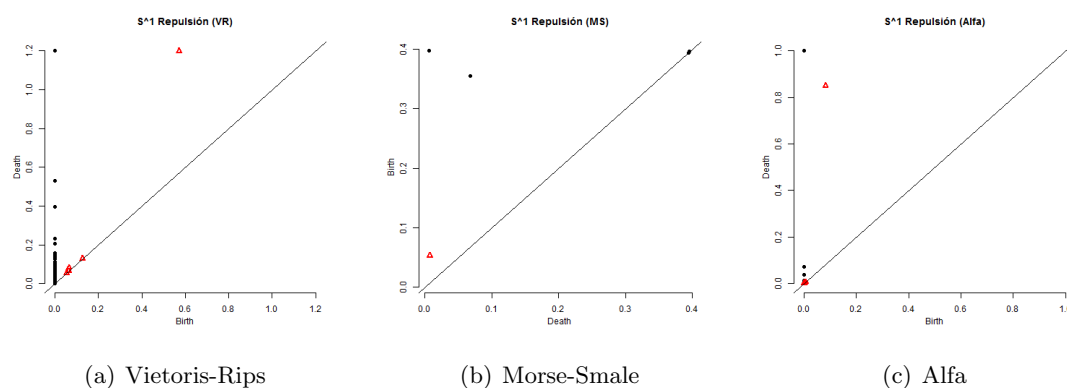 S^1 Repulsión (VR)
Death
0.0 0.2 0.4 0.6 0.8 1.0 1.2
0.0 0.2 0.4 0.6 0.8 1.0 1.2
Birth
(a) Vietoris-Rips
S^1 Repulsión (MS)
Birth
0.0 0.1 0.2 0.3 0.4
0.0 0.1 0.2 0.3 0.4
Death
(b) Morse-Smale
S^1 Repulsión (Alfa)
Death
0.0 0.2 0.4 0.6 0.8 1.0
0.0 0.2 0.4 0.6 0.8 1.0
Birth
(c) Alfa